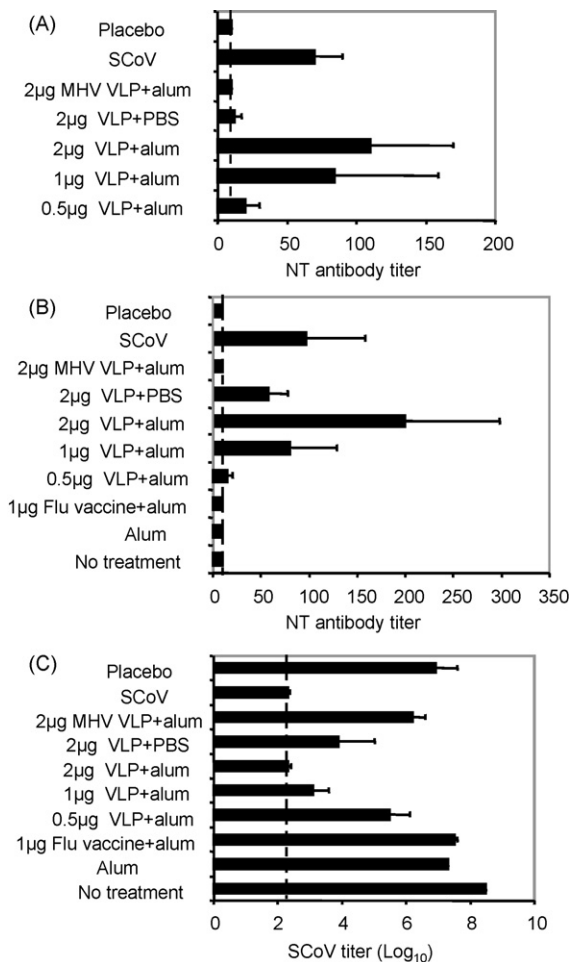 (A)
Placebo
SCoV
2µg MHV VLP+alum
2µg VLP+PBS
2µg VLP+alum
1µg VLP+alum
0.5µg VLP+alum
0 50 100 150 200
NT antibody titer
(B)
Placebo
SCoV
2µg MHV VLP+alum
2µg VLP+PBS
2µg VLP+alum
1µg VLP+alum
0.5µg VLP+alum
1µg Flu vaccine+alum
Alum
No treatment
0 50 100 150 200 250 300 350
NT antibody titer
(C)
Placebo
SCoV
2µg MHV VLP+alum
2µg VLP+PBS
2µg VLP+alum
1µg VLP+alum
0.5µg VLP+alum
1µg Flu vaccine+alum
Alum
No treatment
0 2 4 6 8 10
SCoV titer (Log₁₀)